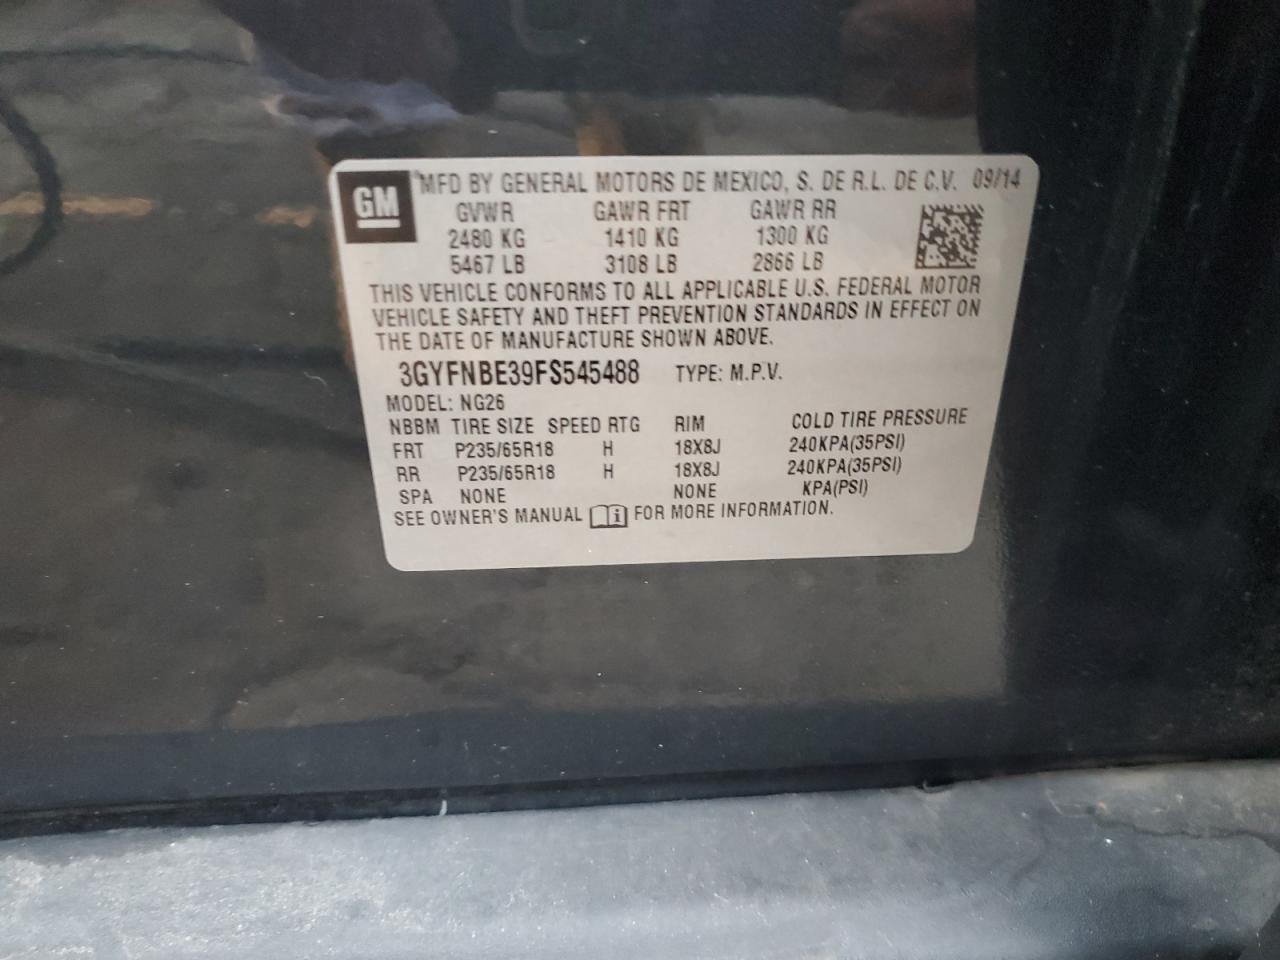 GM MFD BY GENERAL MOTORS DE MEXICO, S. DE R.L. DE C.V. 09/14
GVWR GAWR FRT GAWR RR
2480 KG 1410 KG 1300 KG
5467 LB 3108 LB 2866 LB
THIS VEHICLE CONFORMS TO ALL APPLICABLE U.S. FEDERAL MOTOR
VEHICLE SAFETY AND THEFT PREVENTION STANDARDS IN EFFECT ON
THE DATE OF MANUFACTURE SHOWN ABOVE.
3GYFNBE39FS545488 TYPE: M.P.V.
MODEL: NG26
NBBM TIRE SIZE SPEED RTG RIM COLD TIRE PRESSURE
FRT P235/65R18 H 18X8J 240KPA(35PSI)
RR P235/65R18 H 18X8J 240KPA(35PSI)
SPA NONE NONE KPA(PSI)
SEE OWNER'S MANUAL i FOR MORE INFORMATION.